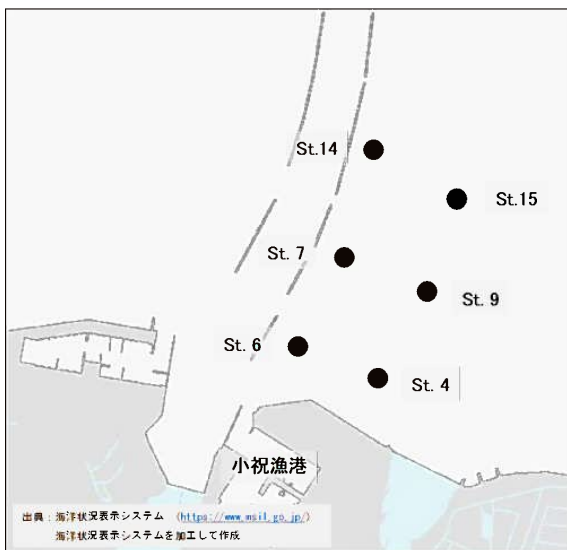 St.14
St.15
St. 7
St. 9
St. 6
St. 4
小祝漁港
出典：海洋状況表示システム （https://www.msil.go.jp/）
海洋状況表示システムを加工して作成